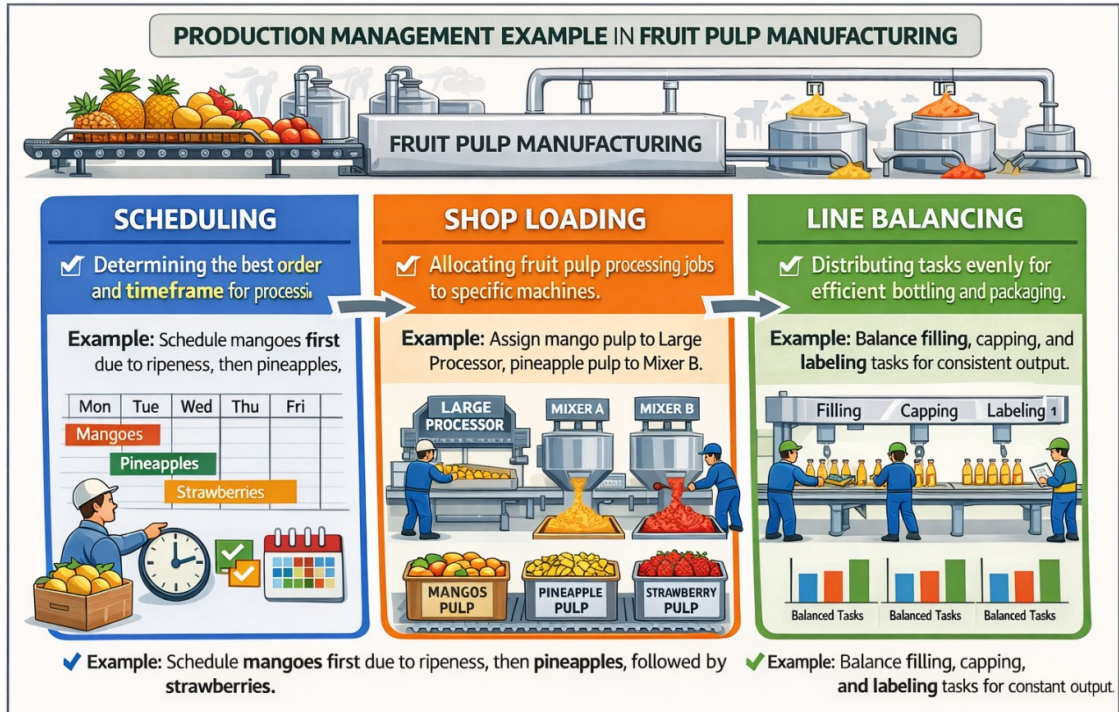 PRODUCTION MANAGEMENT EXAMPLE IN FRUIT PULP MANUFACTURING
FRUIT PULP MANUFACTURING
SCHEDULING
Determining the best order
and timeframe for processi.
Example: Schedule mangoes first
due to ripeness, then pineapples,
Mon Tue Wed Thu Fri
Mangoes
Pineapples
Strawberries
SHOP LOADING
Allocating fruit pulp processing jobs
to specific machines.
Example: Assign mango pulp to Large
Processor, pineapple pulp to Mixer B.
LARGE
PROCESSOR
MIXER A
MIXER B
MANGOS
PULP
PINEAPPLE
PULP
STRAWBERRY
PULP
LINE BALANCING
Distributing tasks evenly for
efficient bottling and packaging.
Example: Balance filling, capping, and
labeling tasks for consistent output.
Filling Capping Labeling 1
Balanced Tasks Balanced Tasks Balanced Tasks
Example: Schedule mangoes first due to ripeness, then pineapples, followed by
strawberries.
Example: Balance filling, capping,
and labeling tasks for constant output.